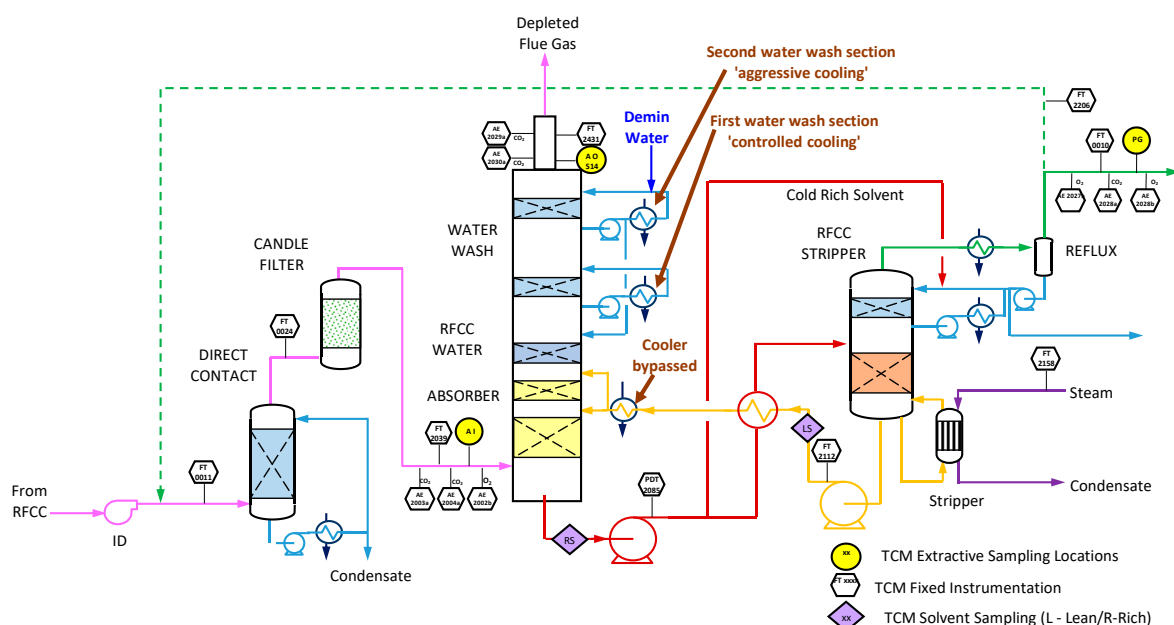 Depleted
Flue Gas
Second water wash section
'aggressive cooling'
FT
2206
First water wash section
'controlled cooling'
Demin
Water
AE
2029a
CO₂
FT
2431
AE
2030a
CO₂
A O
S14
FT
0010
PG
O₂
CO₂
O₂
AE 2027
AE
2028a
AE
2028b
Cold Rich Solvent
WATER
WASH
RFCC
STRIPPER
REFLUX
CANDLE
FILTER
FT
0024
DIRECT
CONTACT
RFCC
WATER
Cooler
bypassed
ABSORBER
FT
2158
Steam
FT
2039
A I
CO₂
CO₂
O₂
AE
2003a
AE
2004a
AE
2002b
LS
FT
2112
FT
0011
From
RFCC
ID
PDT
2085
RS
Stripper
Condensate
Condensate
xx
TCM Extractive Sampling Locations
FT xxxx
TCM Fixed Instrumentation
xx
TCM Solvent Sampling (L - Lean/R-Rich)